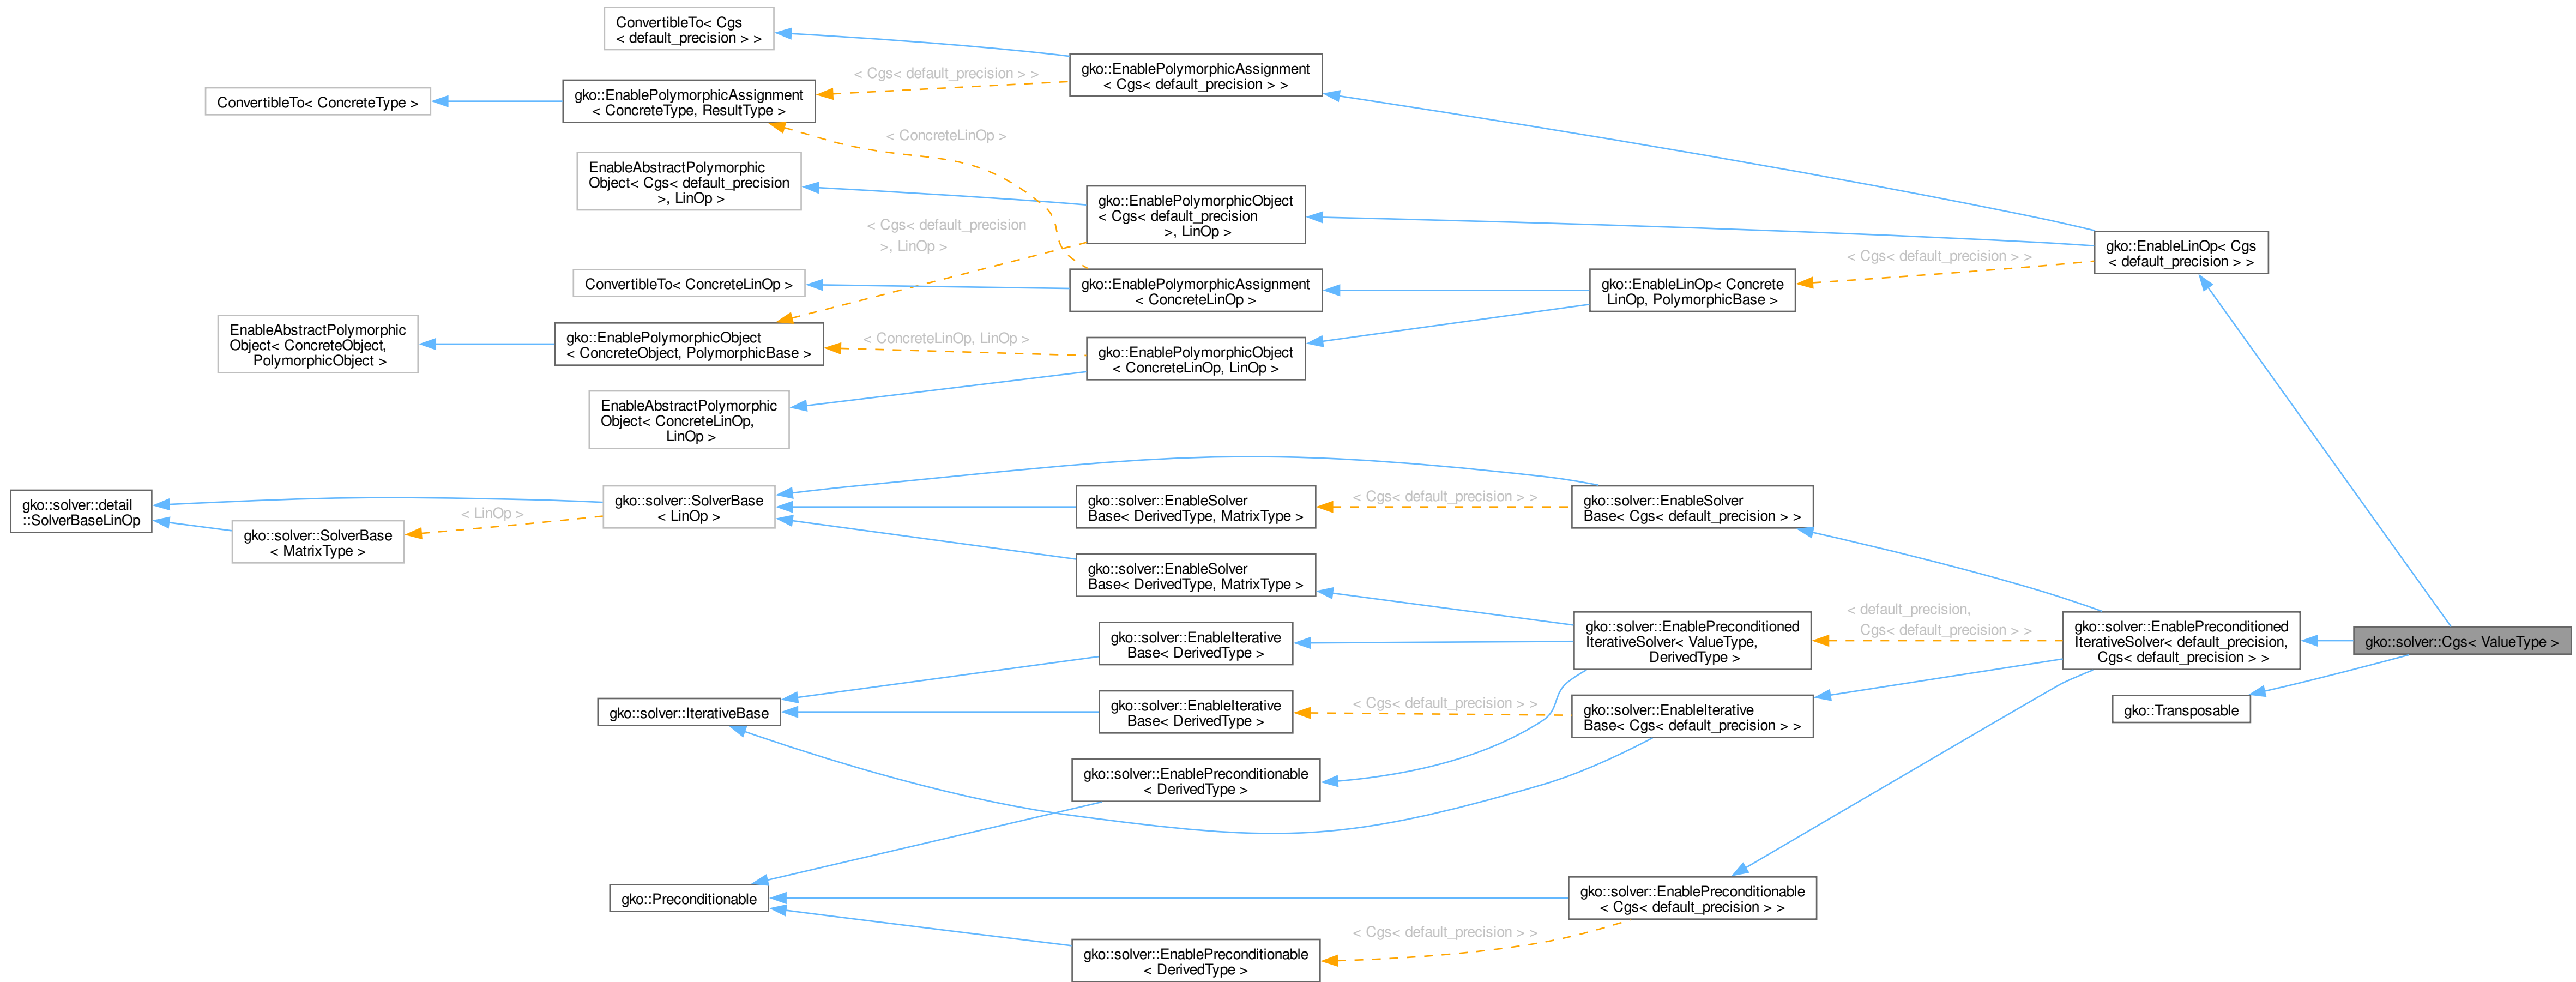 ConvertibleTo< Cgs
< default_precision > >
gko::EnablePolymorphicAssignment
< Cgs< default_precision > >
< Cgs< default_precision > >
ConvertibleTo< ConcreteType >
gko::EnablePolymorphicAssignment
< ConcreteType, ResultType >
< ConcreteLinOp >
EnableAbstractPolymorphic
Object< Cgs< default_precision
>, LinOp >
gko::EnablePolymorphicObject
< Cgs< default_precision
>, LinOp >
< Cgs< default_precision
>, LinOp >
gko::EnableLinOp< Cgs
< default_precision > >
< Cgs< default_precision > >
ConvertibleTo< ConcreteLinOp >
gko::EnablePolymorphicAssignment
< ConcreteLinOp >
gko::EnableLinOp< Concrete
LinOp, PolymorphicBase >
EnableAbstractPolymorphic
Object< ConcreteObject,
PolymorphicObject >
gko::EnablePolymorphicObject
< ConcreteObject, PolymorphicBase >
< ConcreteLinOp, LinOp >
gko::EnablePolymorphicObject
< ConcreteLinOp, LinOp >
EnableAbstractPolymorphic
Object< ConcreteLinOp,
LinOp >
gko::solver::detail
::SolverBaseLinOp
gko::solver::SolverBase
< MatrixType >
< LinOp >
gko::solver::SolverBase
< LinOp >
gko::solver::EnableSolver
Base< DerivedType, MatrixType >
< Cgs< default_precision > >
gko::solver::EnableSolver
Base< Cgs< default_precision > >
gko::solver::EnableSolver
Base< DerivedType, MatrixType >
gko::solver::EnableIterative
Base< DerivedType >
gko::solver::EnablePreconditioned
IterativeSolver< ValueType,
DerivedType >
< default_precision,
Cgs< default_precision > >
gko::solver::EnablePreconditioned
IterativeSolver< default_precision,
Cgs< default_precision > >
gko::solver::Cgs< ValueType >
gko::solver::IterativeBase
gko::solver::EnableIterative
Base< DerivedType >
< Cgs< default_precision > >
gko::solver::EnableIterative
Base< Cgs< default_precision > >
gko::Transposable
gko::solver::EnablePreconditionable
< DerivedType >
gko::Preconditionable
gko::solver::EnablePreconditionable
< Cgs< default_precision > >
< Cgs< default_precision > >
gko::solver::EnablePreconditionable
< DerivedType >